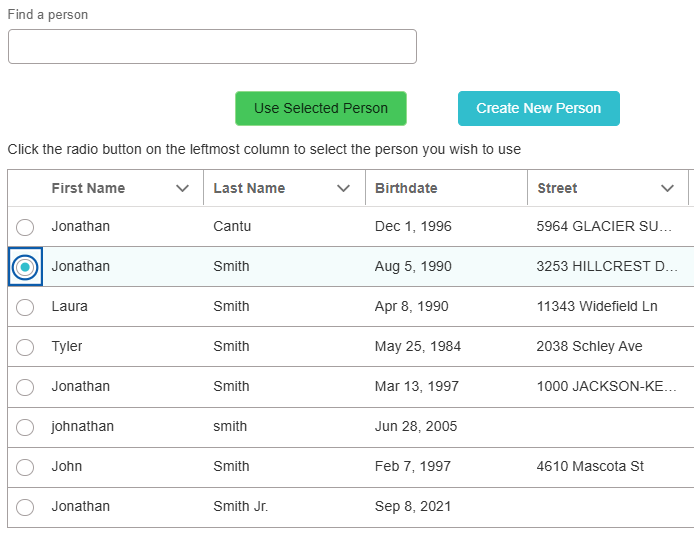 Find a person
Use Selected Person Create New Person
Click the radio button on the leftmost column to select the person you wish to use
First Name Last Name Birthdate Street
Jonathan Cantu Dec 1, 1996 5964 GLACIER SU...
Jonathan Smith Aug 5, 1990 3253 HILLCREST D...
Laura Smith Apr 8, 1990 11343 Widefield Ln
Tyler Smith May 25, 1984 2038 Schley Ave
Jonathan Smith Mar 13, 1997 1000 JACKSON-KE...
johnathan smith Jun 28, 2005
John Smith Feb 7, 1997 4610 Mascota St
Jonathan Smith Jr. Sep 8, 2021